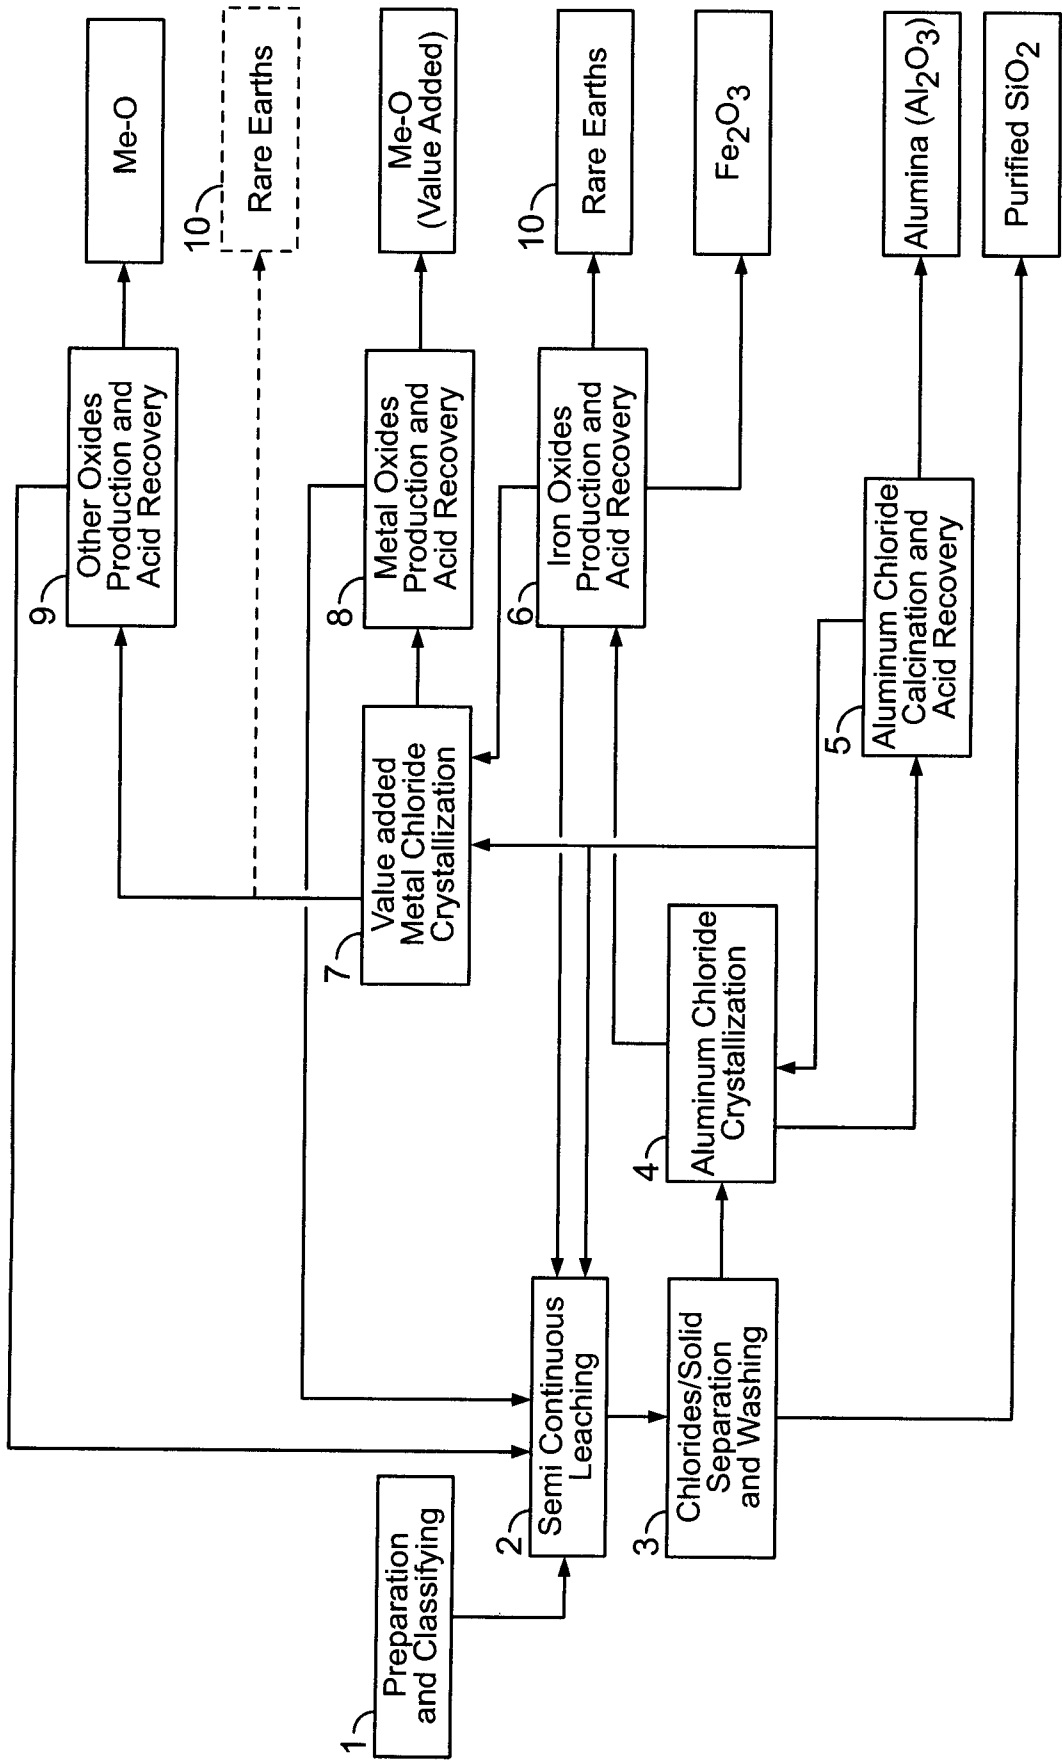 1
Preparation
and Classifying
2
Semi Continuous
Leaching
3
Chlorides/Solid
Separation
and Washing
4
Aluminum Chloride
Crystallization
5
Aluminum Chloride
Calcination and
Acid Recovery
6
Iron Oxides
Production and
Acid Recovery
7
Value added
Metal Chloride
Crystallization
8
Metal Oxides
Production and
Acid Recovery
9
Other Oxides
Production and
Acid Recovery
Me-O
10
Rare Earths
Me-O
(Value Added)
10
Rare Earths
Fe2O3
Alumina (Al2O3)
Purified SiO2